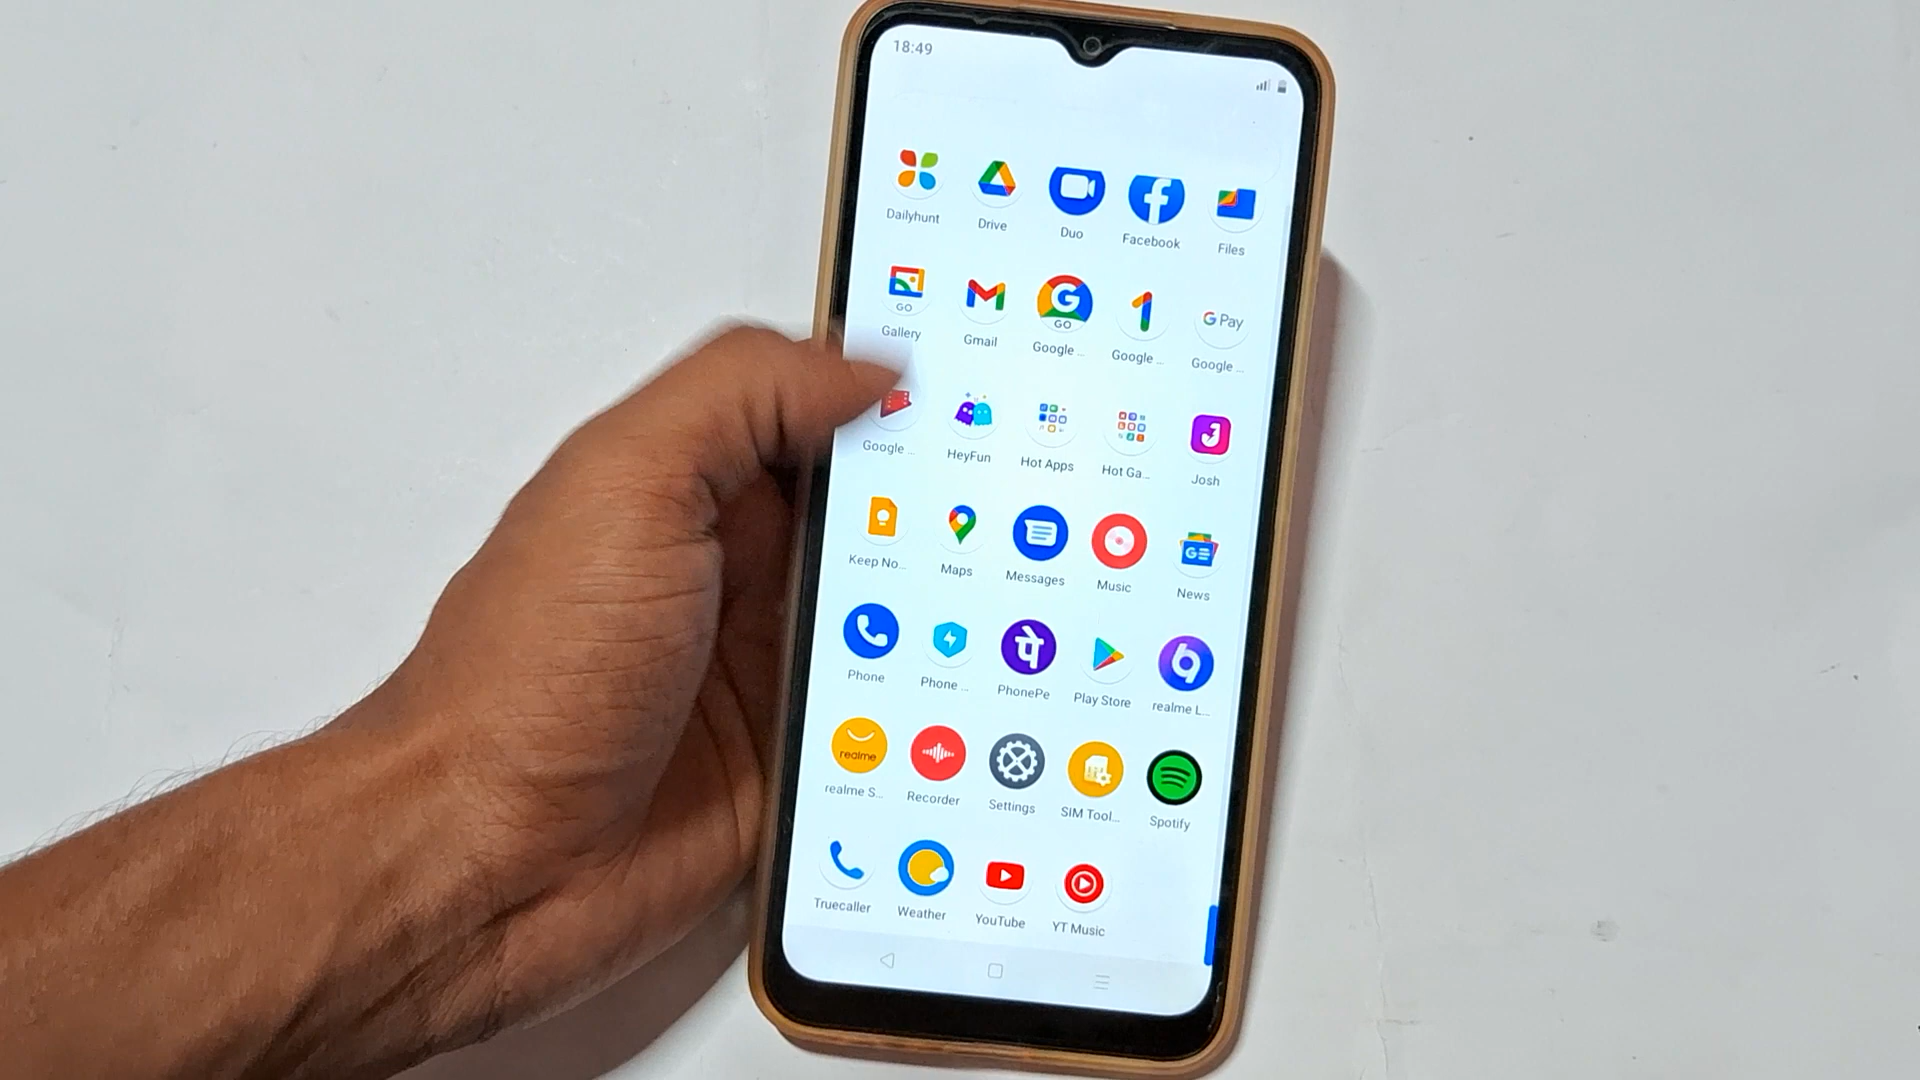 18:49
Dailyhunt
Drive
Duo
Facebook
Files
GO
Gallery
Gmail
G
GO
Google ...
Google ...
G Pay
Google ...
Google ...
HeyFun
Hot Apps
Hot Ga...
J
Josh
Keep No...
Maps
Messages
Music
G
News
Phone
Phone ...
पे
PhonePe
Play Store
realme L...
realme
realme S...
Recorder
Settings
SIM Tool...
Spotify
Truecaller
Weather
YouTube
YT Music